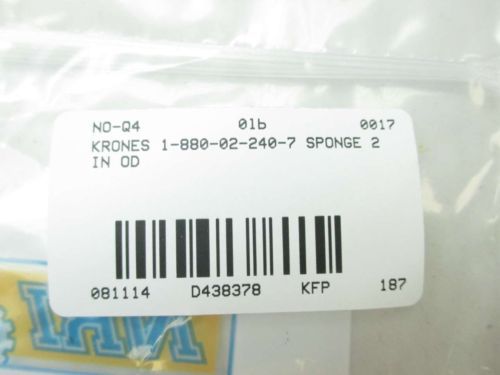 NO-Q4 01b 0017
KRONES 1-880-02-240-7 SPONGE 2
IN OD
081114 D438378 KFP 187